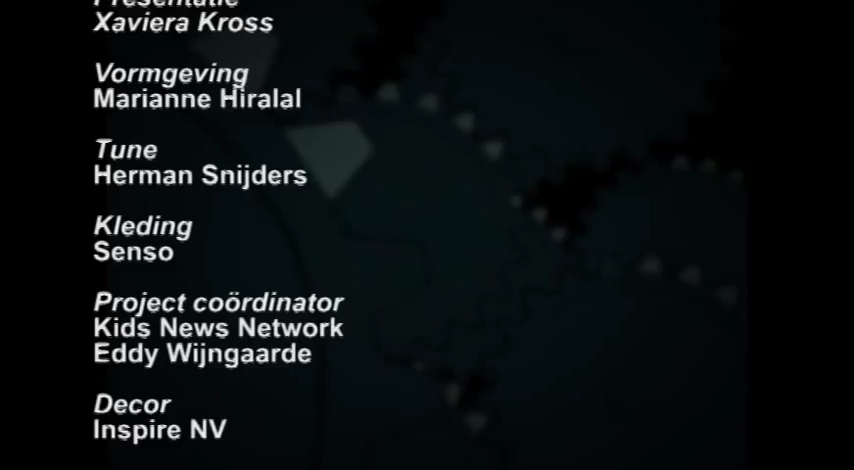 Presentatie
Xaviera Kross
Vormgeving
Marianne Hiralal
Tune
Herman Snijders
Kleding
Senso
Project coördinator
Kids News Network
Eddy Wijngaarde
Decor
Inspire NV